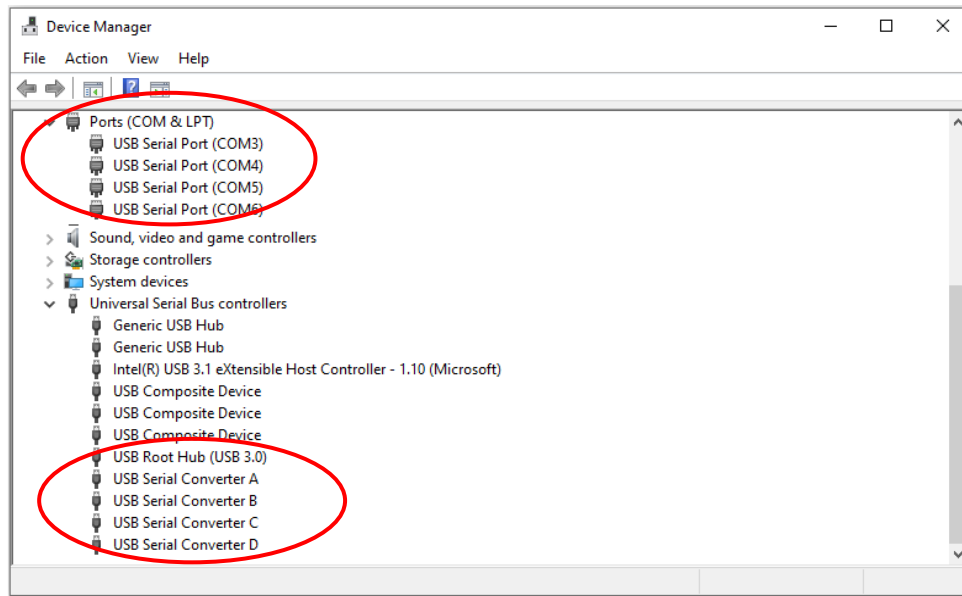 Device Manager
File Action View Help
Ports (COM & LPT)
USB Serial Port (COM3)
USB Serial Port (COM4)
USB Serial Port (COM5)
USB Serial Port (COM6)
Sound, video and game controllers
Storage controllers
System devices
Universal Serial Bus controllers
Generic USB Hub
Generic USB Hub
Intel(R) USB 3.1 eXtensible Host Controller - 1.10 (Microsoft)
USB Composite Device
USB Composite Device
USB Composite Device
USB Root Hub (USB 3.0)
USB Serial Converter A
USB Serial Converter B
USB Serial Converter C
USB Serial Converter D